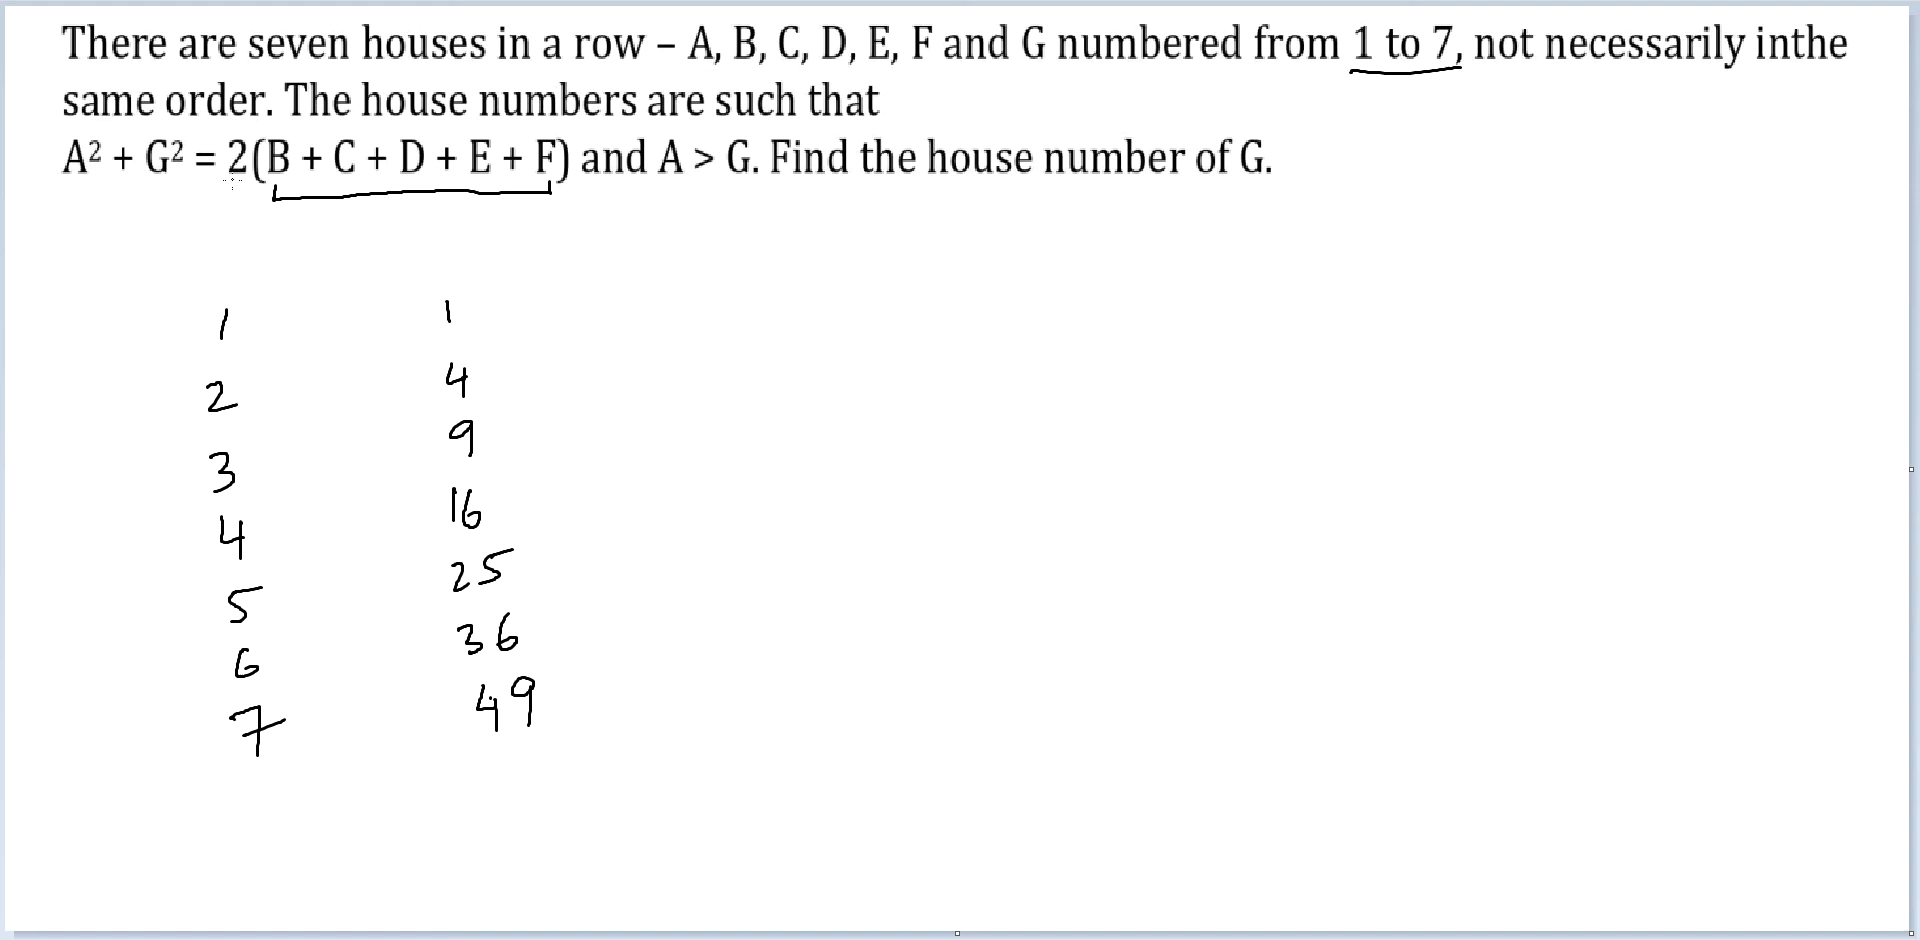 There are seven houses in a row – A, B, C, D, E, F and G numbered from 1 to 7, not necessarily inthe
same order. The house numbers are such that
A² + G² = 2(B + C + D + E + F) and A > G. Find the house number of G.
1 1
2 4
3 9
4 16
5 25
6 36
7 49